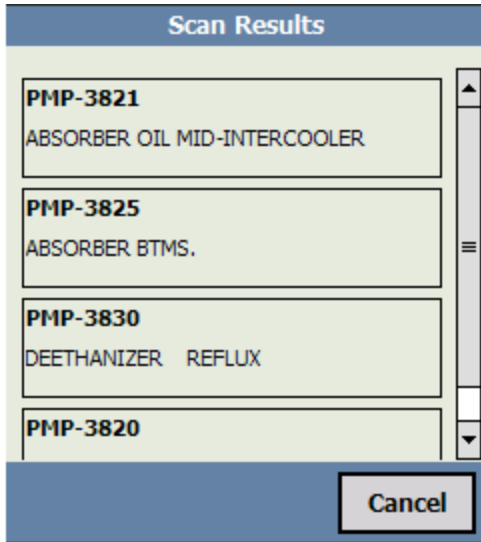 Scan Results
PMP-3821
ABSORBER OIL MID-INTERCOOLER
PMP-3825
ABSORBER BTMS.
PMP-3830
DEETHANIZER REFLUX
PMP-3820
Cancel